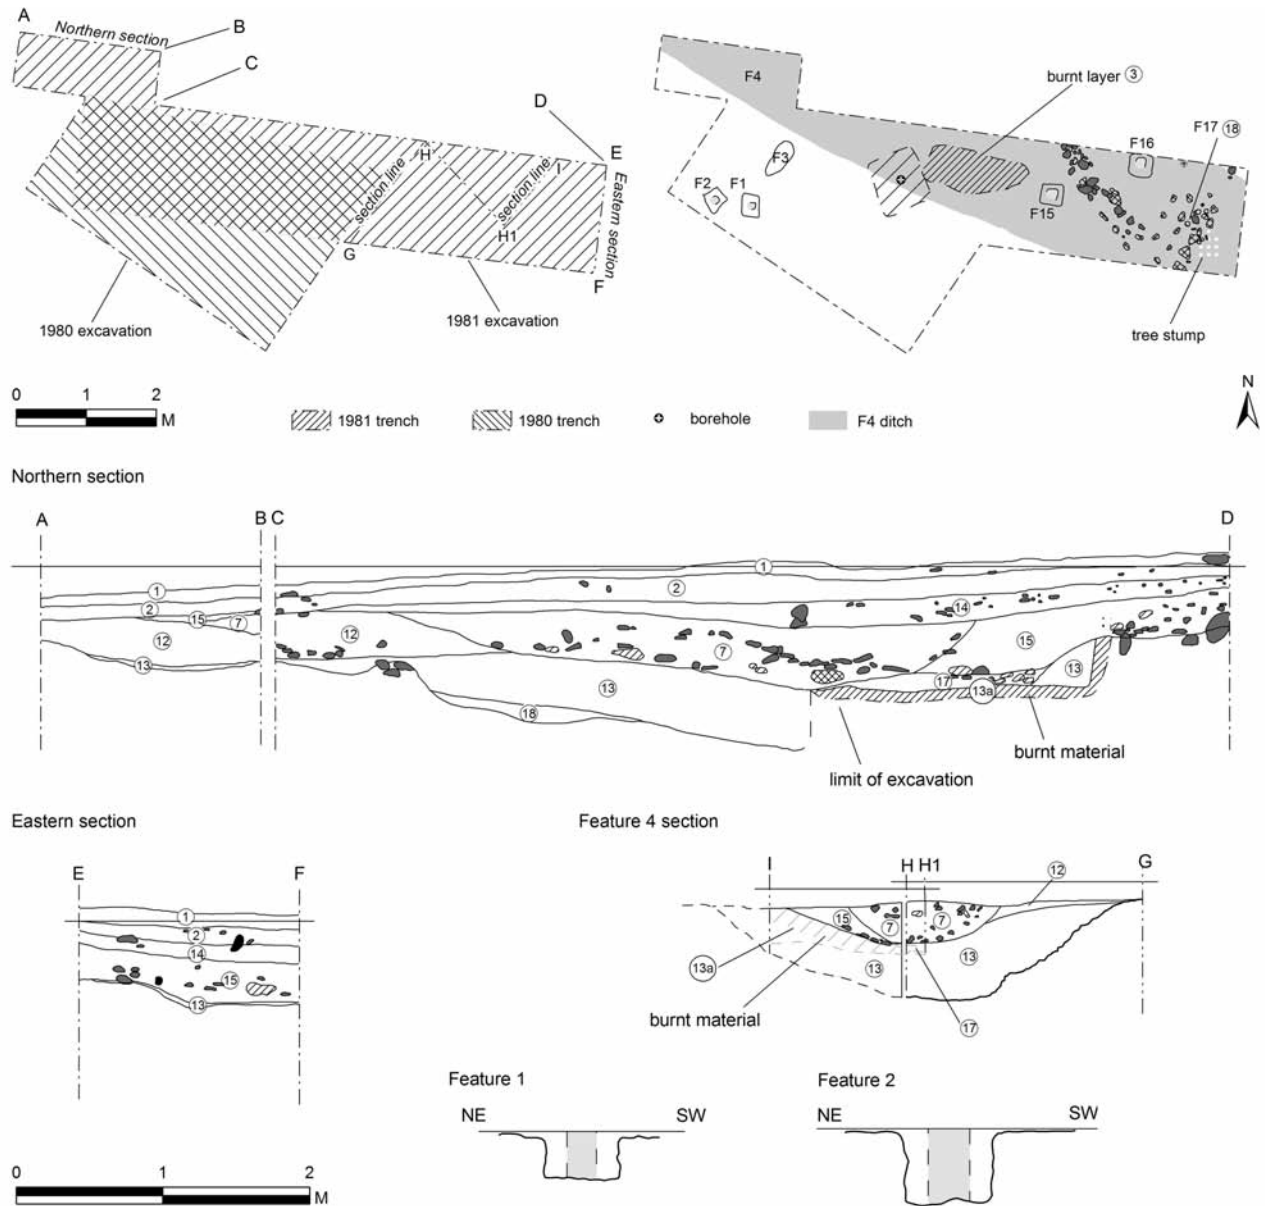 A
Northern section
B
C
D
E
H
I
section line
section line
H1
Eastern section
G
F
1980 excavation
1981 excavation
F4
burnt layer 3
F3
F2
F1
F16
F17 18
F15
tree stump
0 1 2
M
1981 trench
1980 trench
borehole
F4 ditch
N
Northern section
A
B C
D
1
1
2
2
15
7
12
12
13
14
7
15
13
13
17
13a
18
burnt material
limit of excavation
Eastern section
E
F
1
2
14
15
13
Feature 4 section
I
H H1
G
12
15
7
7
13a
13
13
burnt material
17
Feature 1
NE
SW
Feature 2
NE
SW
0 1 2
M